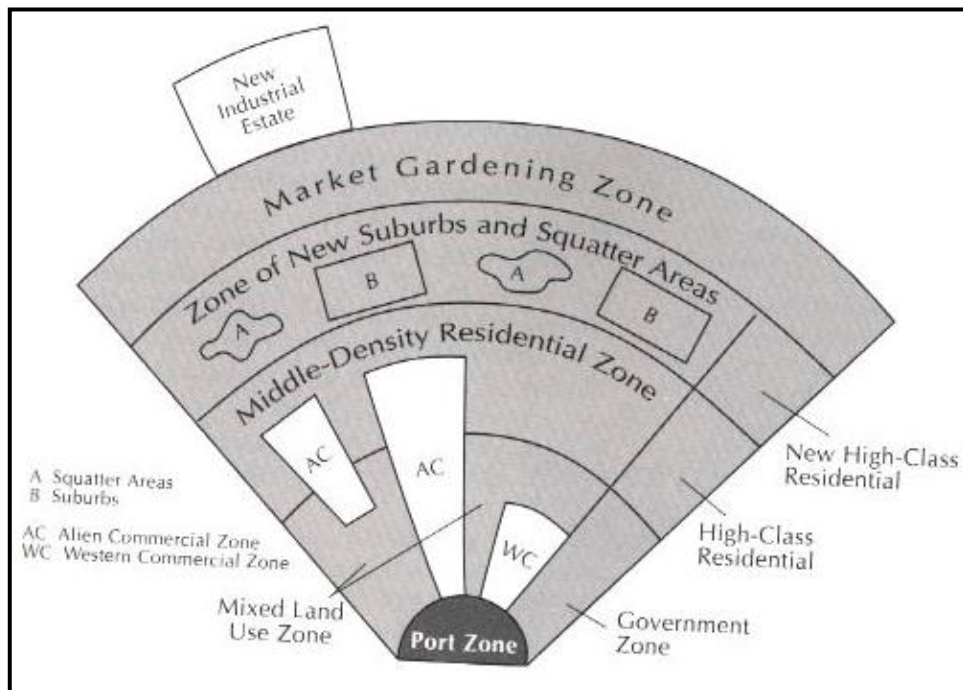 New
Industrial
Estate
Market Gardening Zone
Zone of New Suburbs and Squatter Areas
A
B
A
B
Middle-Density Residential Zone
AC
AC
WC
New High-Class
Residential
High-Class
Residential
Government
Zone
A Squatter Areas
B Suburbs
AC Alien Commercial Zone
WC Western Commercial Zone
Mixed Land
Use Zone
Port Zone